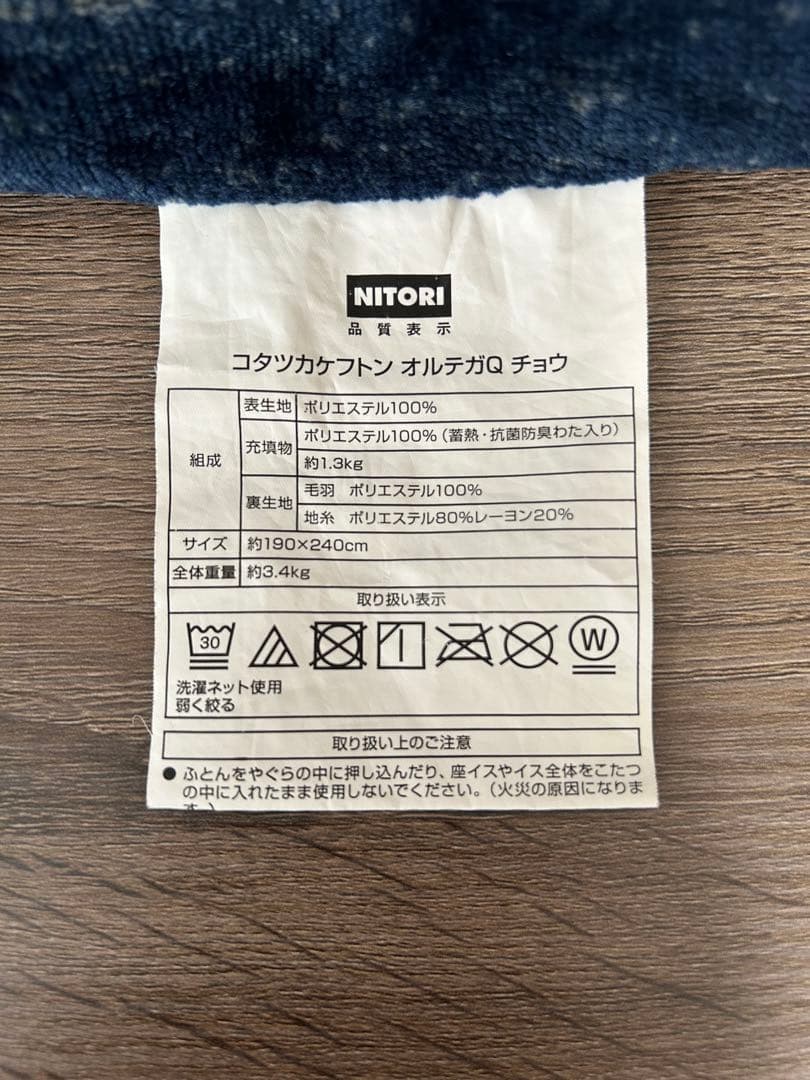 NITORI
品質表示
コタツカケフトン オルテガQ チョウ
組成 表生地 ポリエステル100%
充填物 ポリエステル100%(蓄熱・抗菌防臭わた入り)
約1.3kg
裏生地 毛羽 ポリエステル100%
地糸 ポリエステル80%レーヨン20%
サイズ 約190×240cm
全体重量 約3.4kg
取り扱い表示
30 W
洗濯ネット使用
弱く絞る
取り扱い上のご注意
●ふとんをやぐらの中に押し込んだり、座イスやイス全体をこたつ
の中に入れたまま使用しないでください。(火災の原因になりま
す。)